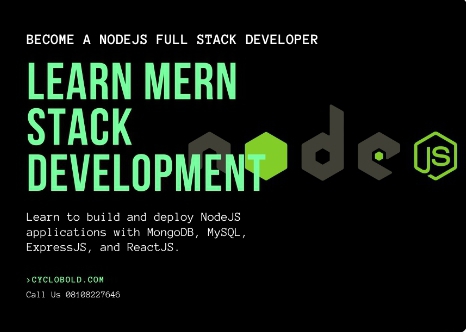 BECOME A NODEJS FULL STACK DEVELOPER
LEARN MERN
STACK
DEVELOPMENT
node
JS
Learn to build and deploy NodeJS
applications with MongoDB, MySQL,
ExpressJS, and ReactJS.
>CYCLOBOLD.COM
Call Us 08108227646